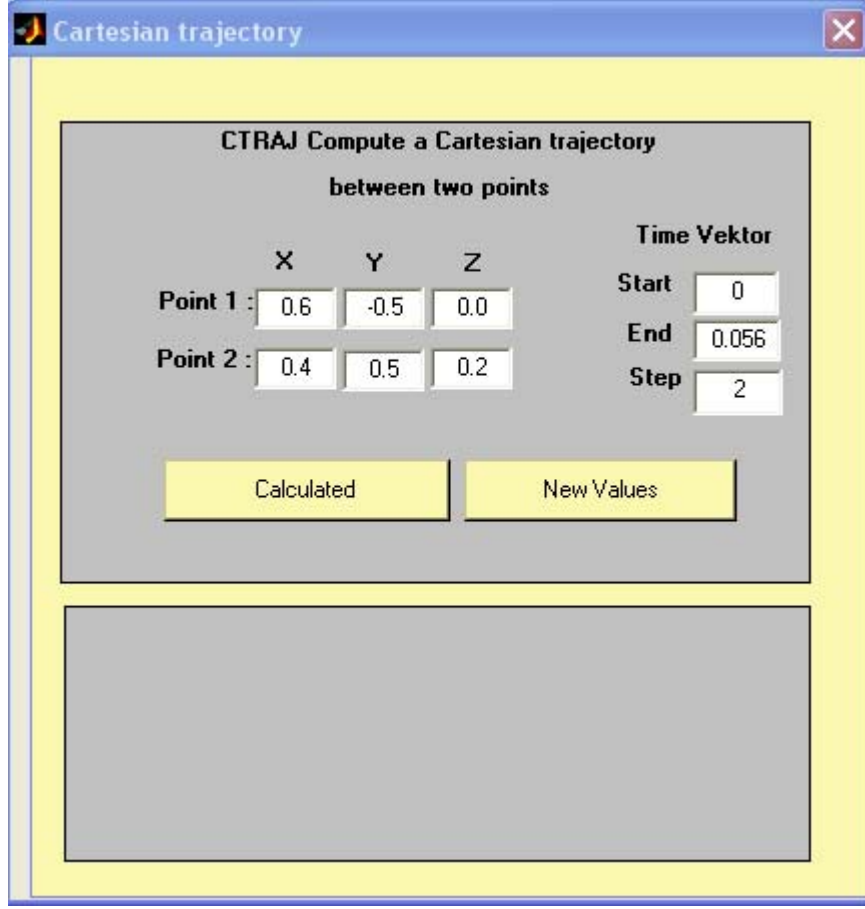 Cartesian trajectory
CTRAJ Compute a Cartesian trajectory
between two points
Time Vektor
X Y Z
Start 0
Point 1 : 0.6 -0.5 0.0
End 0.056
Point 2 : 0.4 0.5 0.2
Step 2
Calculated New Values